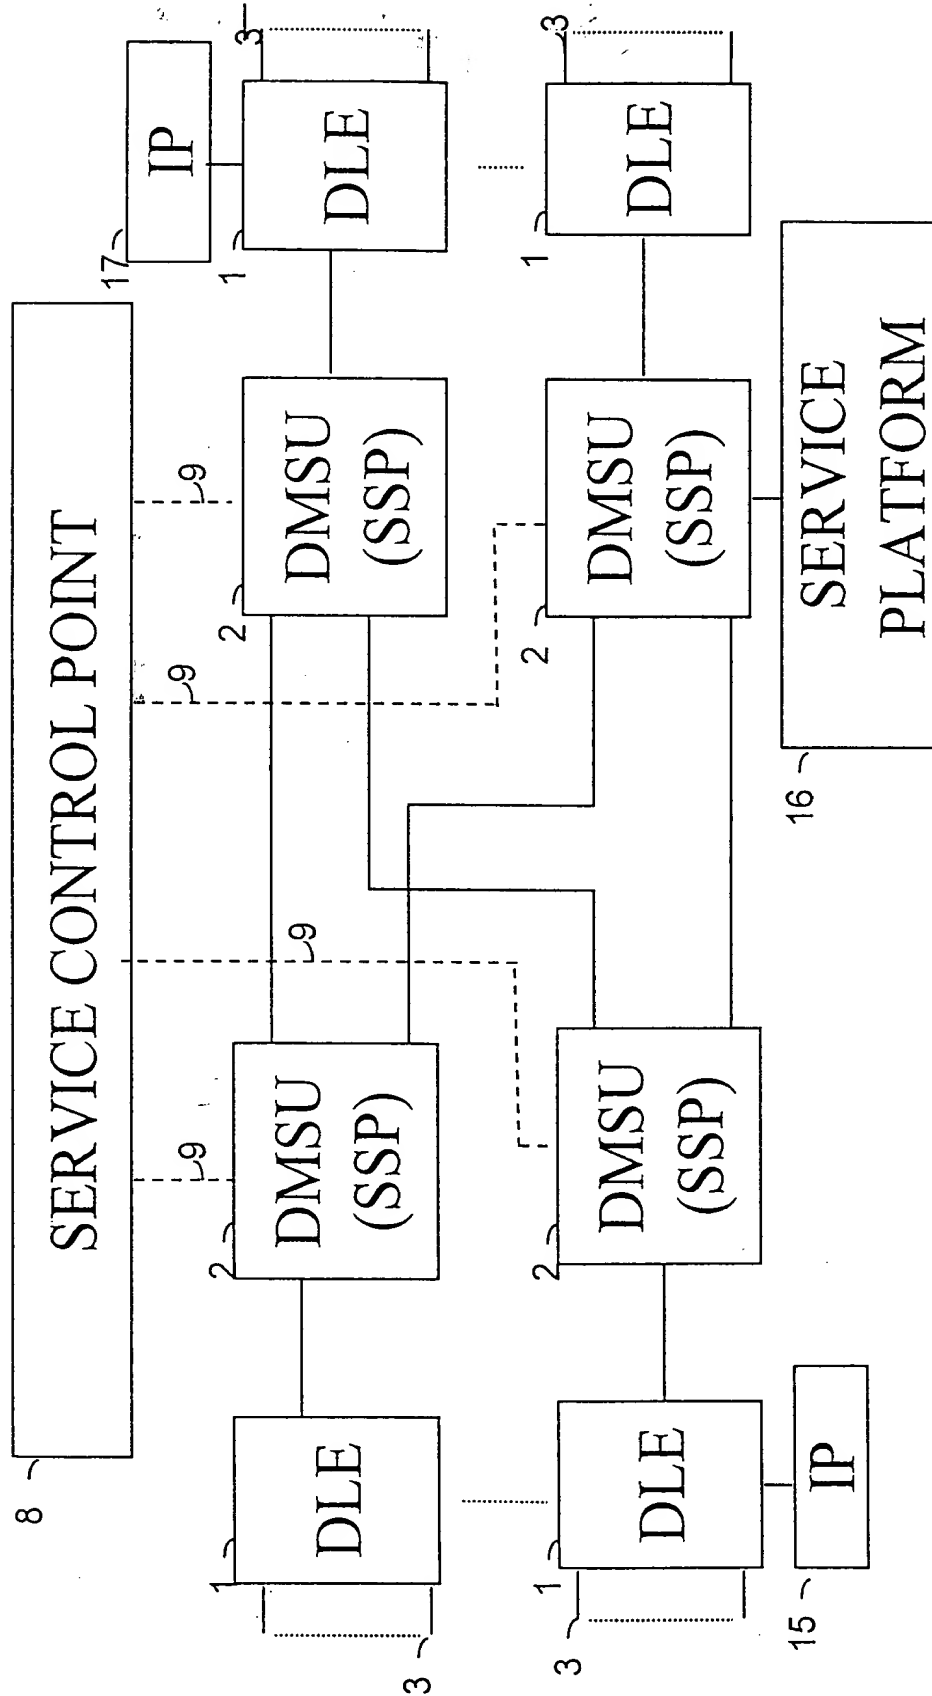 8
SERVICE CONTROL POINT
17
IP
9
9
9
9
1
2
2
1
3
DLE
DMSU
(SSP)
DMSU
(SSP)
DLE
3
1
2
2
1
3
DLE
DMSU
(SSP)
DMSU
(SSP)
DLE
3
15
IP
16
SERVICE
PLATFORM